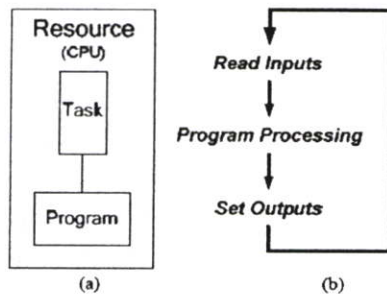 Resource
(CPU)
Task
Program
(a)
Read Inputs
Program Processing
Set Outputs
(b)